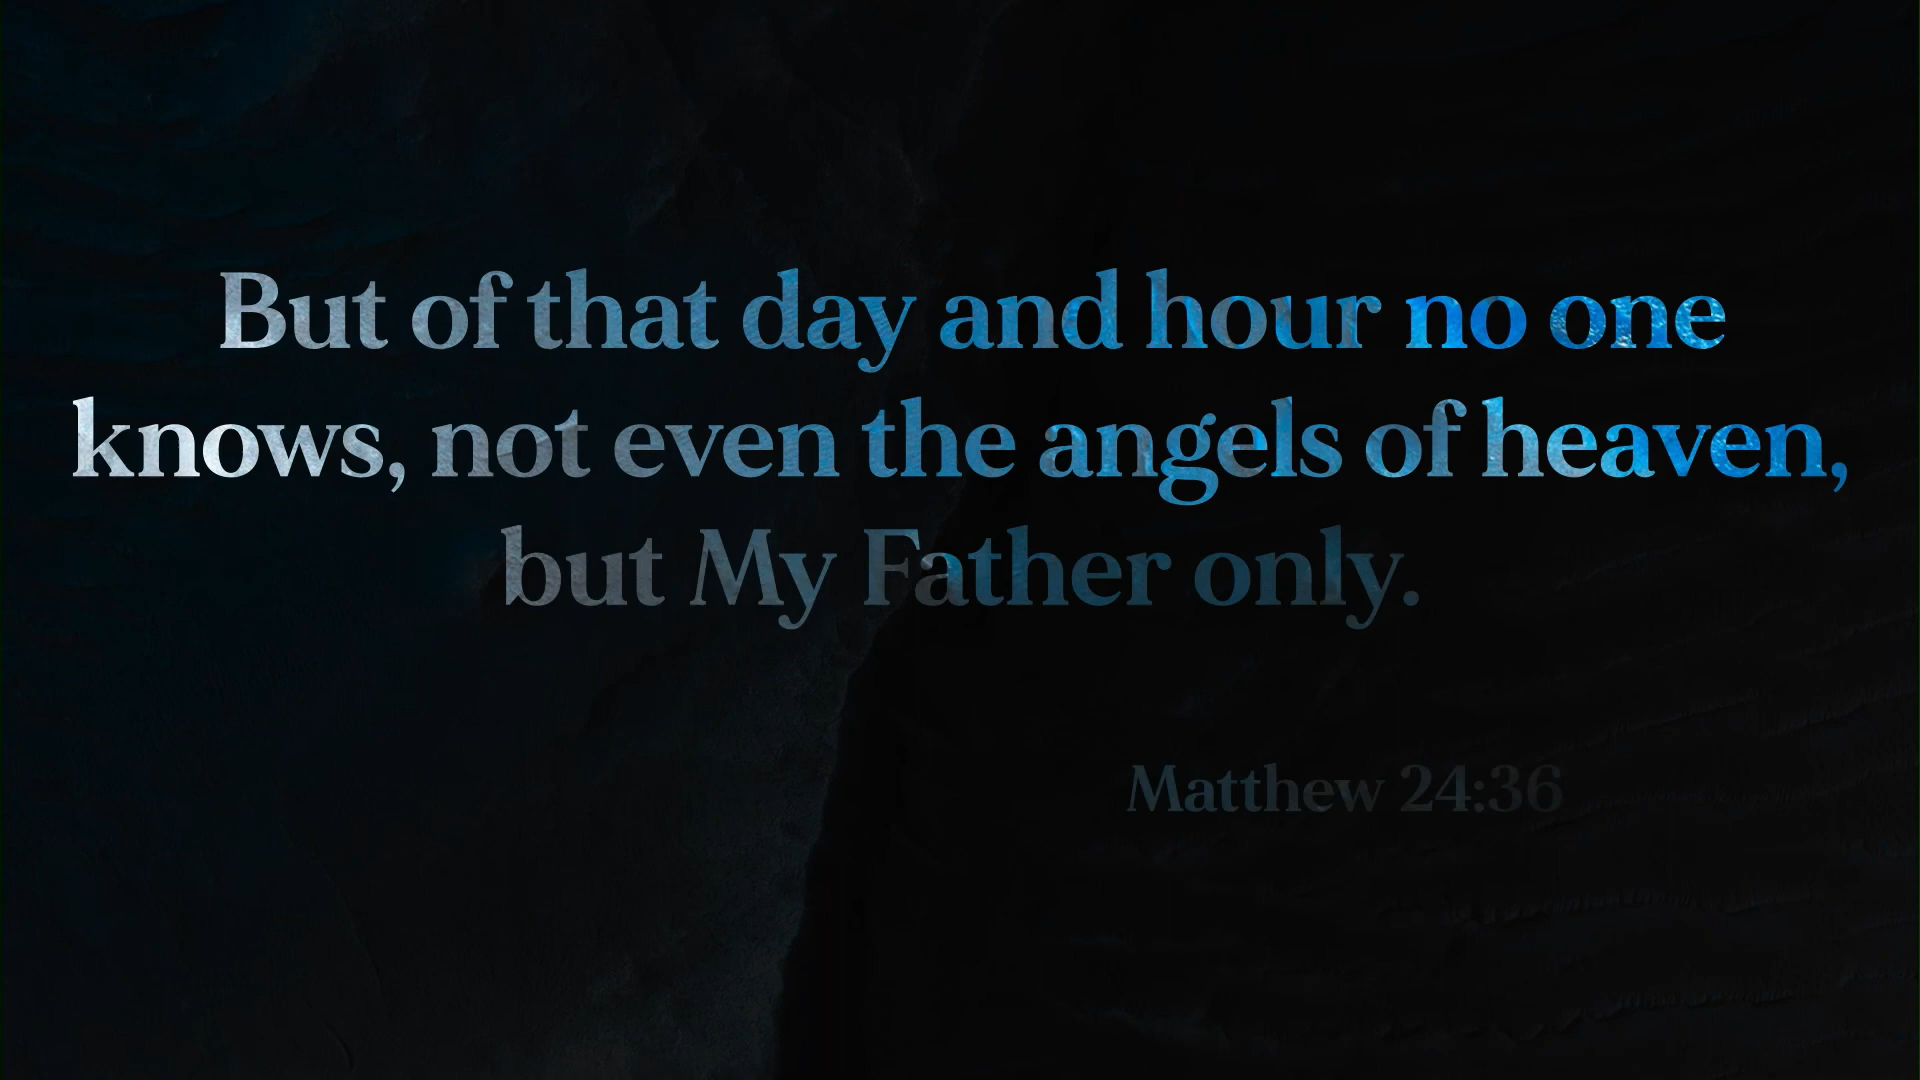 But of that day and hour no one
knows, not even the angels of heaven,
but My Father only.
Matthew 24:36